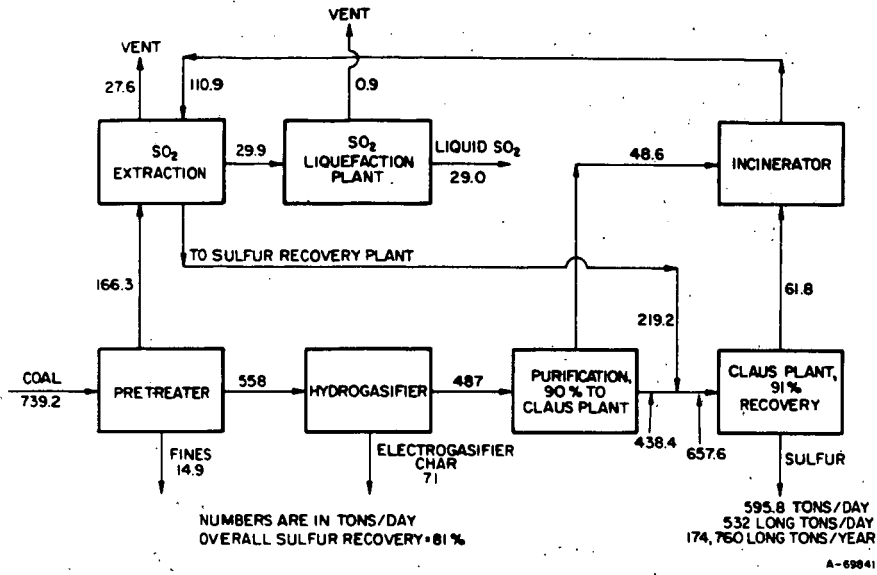 VENT
27.6
110.9
VENT
0.9
SO2
EXTRACTION
29.9
SO2
LIQUEFACTION
PLANT
LIQUID SO2
29.0
48.6
INCINERATOR
TO SULFUR RECOVERY PLANT
166.3
219.2
61.8
COAL
739.2
PRETREATER
558
HYDROGASIFIER
487
PURIFICATION,
90% TO
CLAUS PLANT
438.4
657.6
CLAUS PLANT,
91%
RECOVERY
FINES
14.9
ELECTROGASIFIER
CHAR
71
SULFUR
595.8 TONS/DAY
532 LONG TONS/DAY
174,760 LONG TONS/YEAR
NUMBERS ARE IN TONS/DAY
OVERALL SULFUR RECOVERY=81%
A-69841